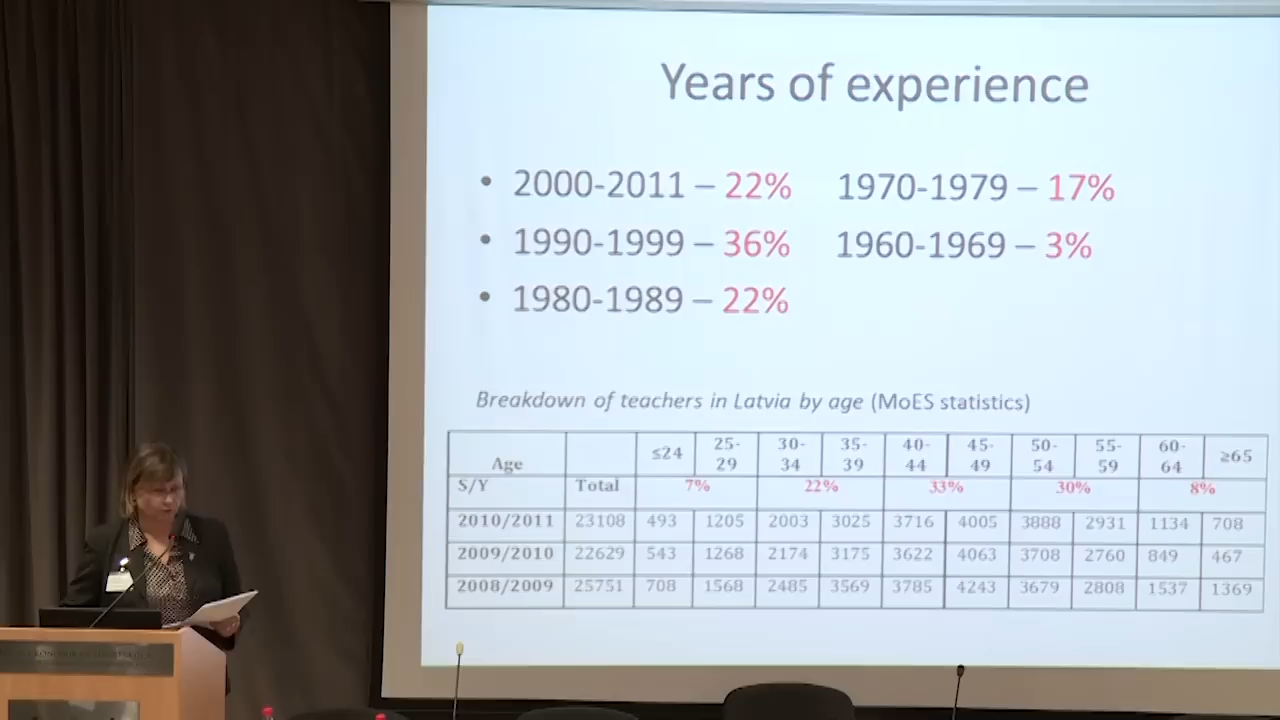 Years of experience
• 2000-2011 – 22% 1970-1979 – 17%
• 1990-1999 – 36% 1960-1969 – 3%
• 1980-1989 – 22%
Breakdown of teachers in Latvia by age (MoES statistics)
Age ≤24 25-29 30-34 35-39 40-44 45-49 50-54 55-59 60-64 ≥65
S/Y Total 7% 22% 33% 30% 8%
2010/2011 23108 493 1205 2003 3025 3716 4005 3888 2931 1134 708
2009/2010 22629 543 1268 2174 3175 3622 4063 3708 2760 849 467
2008/2009 25751 708 1568 2485 3569 3785 4243 3679 2808 1537 1369